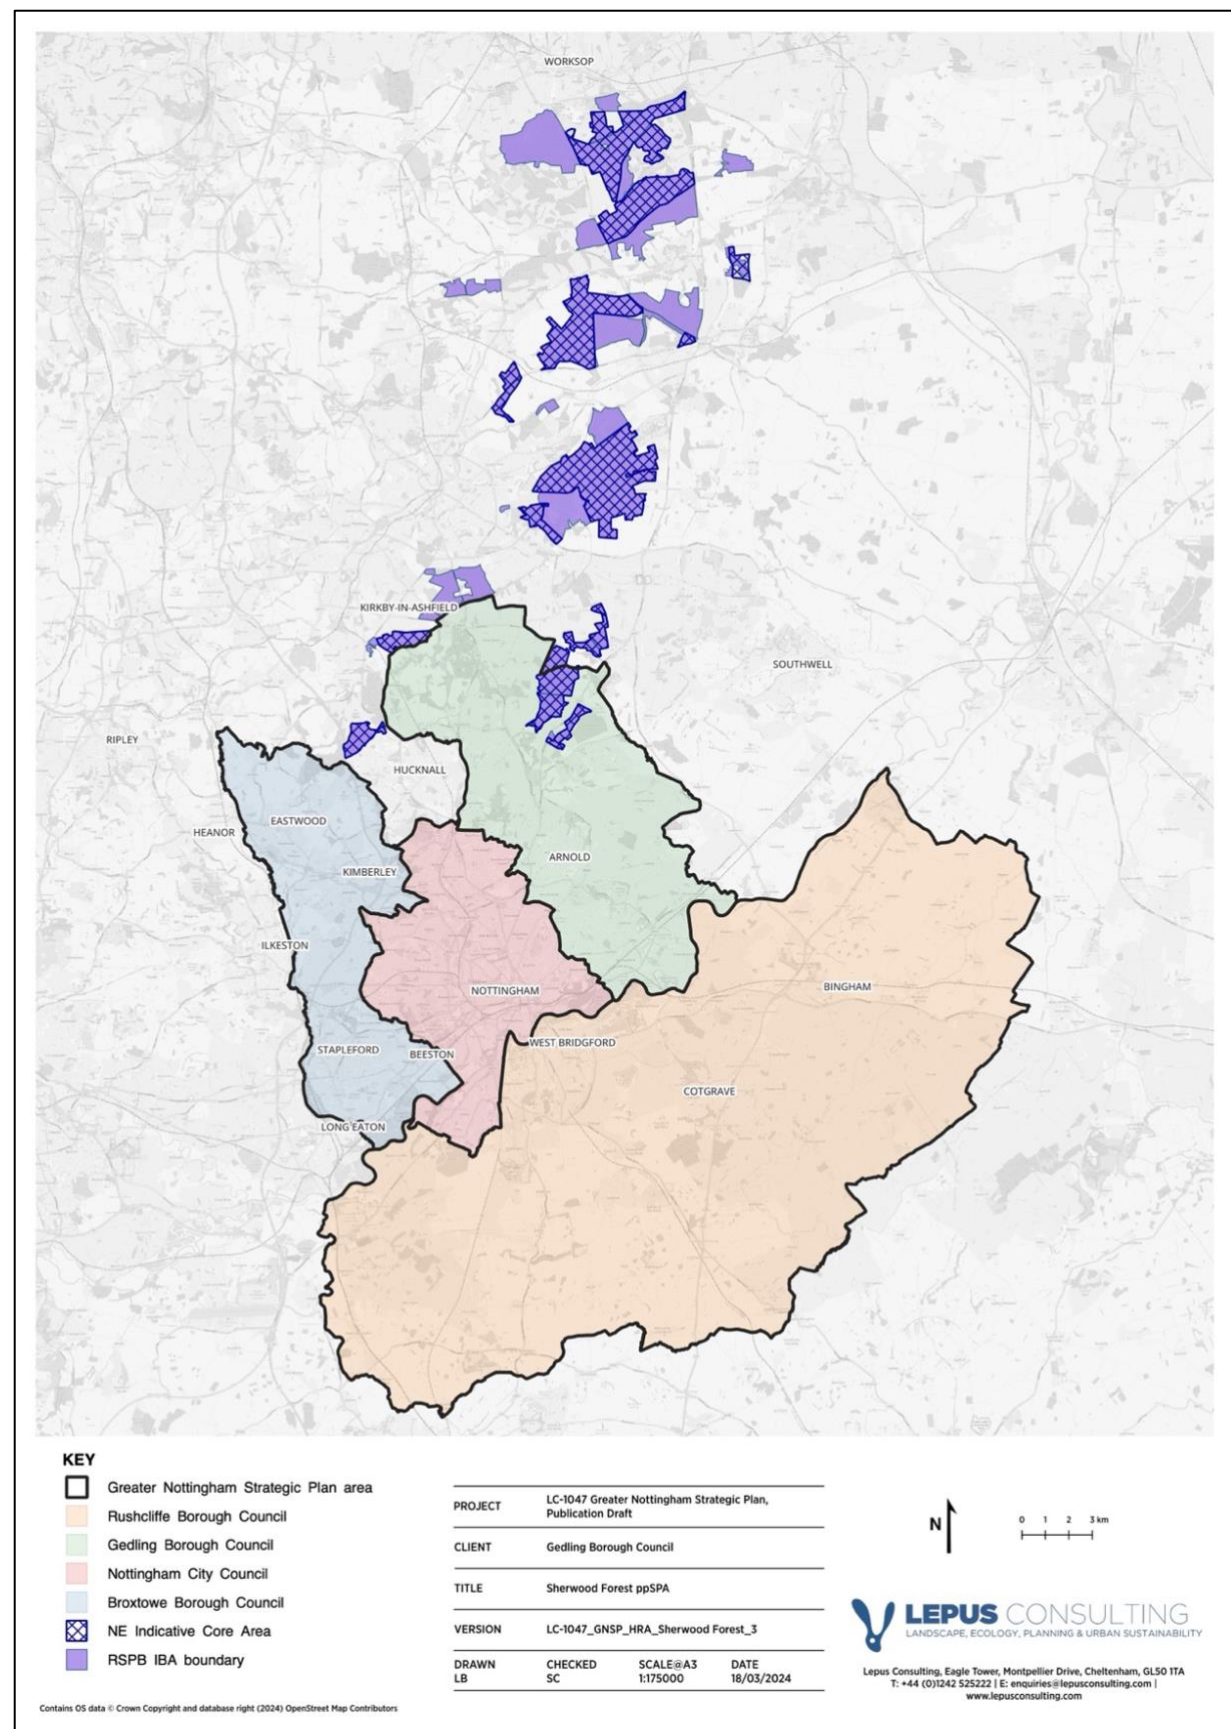 WORKSOP
KIRKBY-IN-ASHFIELD
SOUTHWELL
RIPLEY
HUCKNALL
EASTWOOD
HEANOR
KIMBERLEY
ARNOLD
ILKESTON
NOTTINGHAM
BINGHAM
STAPLEFORD
BEESTON
WEST BRIDGFORD
COTGRAVE
LONG EATON
KEY
Greater Nottingham Strategic Plan area
Rushcliffe Borough Council
Gedling Borough Council
Nottingham City Council
Broxtowe Borough Council
NE Indicative Core Area
RSPB IBA boundary
PROJECT
LC-1047 Greater Nottingham Strategic Plan,
Publication Draft
CLIENT
Gedling Borough Council
TITLE
Sherwood Forest ppSPA
VERSION
LC-1047_GNSP_HRA_Sherwood Forest_3
DRAWN CHECKED SCALE@A3 DATE
LB SC 1:175000 18/03/2024
N
0 1 2 3 km
LEPUS CONSULTING
LANDSCAPE, ECOLOGY, PLANNING & URBAN SUSTAINABILITY
Lepus Consulting, Eagle Tower, Montpellier Drive, Cheltenham, GL50 1TA
T: +44 (0)1242 525222 | E: enquiries@lepusconsulting.com |
www.lepusconsulting.com
Contains OS data © Crown Copyright and database right (2024) OpenStreet Map Contributors